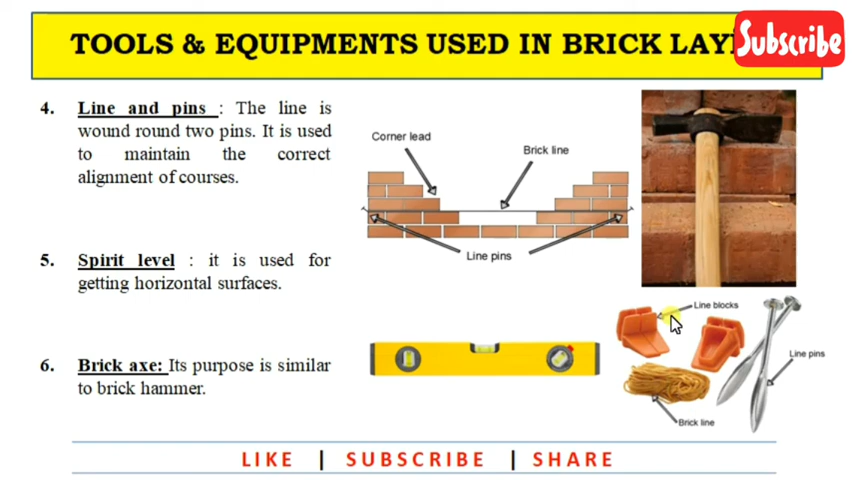 TOOLS & EQUIPMENTS USED IN BRICK LAY
Subscribe
4. Line and pins : The line is
wound round two pins. It is used
to maintain the correct
alignment of courses.
Corner lead
Brick line
Line pins
5. Spirit level : it is used for
getting horizontal surfaces.
6. Brick axe: Its purpose is similar
to brick hammer.
Line blocks
Line pins
Brick line
LIKE | SUBSCRIBE | SHARE